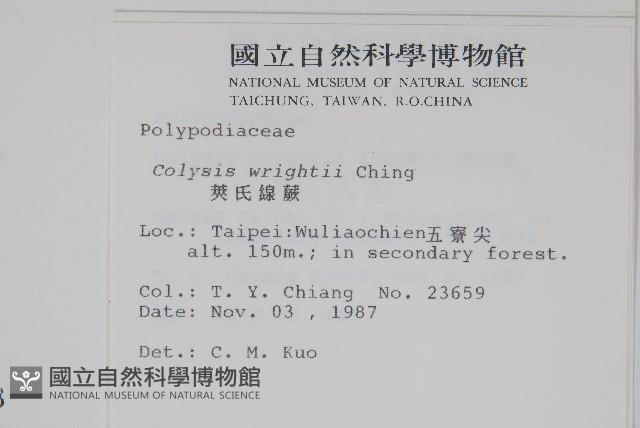 國立自然科學博物館
NATIONAL MUSEUM OF NATURAL SCIENCE
TAICHUNG, TAIWAN, R.O.CHINA
Polypodiaceae
Colysis wrightii Ching
萊氏線蕨
Loc.: Taipei:Wuliaochien五寮尖
alt. 150m.; in secondary forest.
Col.: T. Y. Chiang No. 23659
Date: Nov. 03 , 1987
Det.: C. M. Kuo
國立自然科學博物館
NATIONAL MUSEUM OF NATURAL SCIENCE